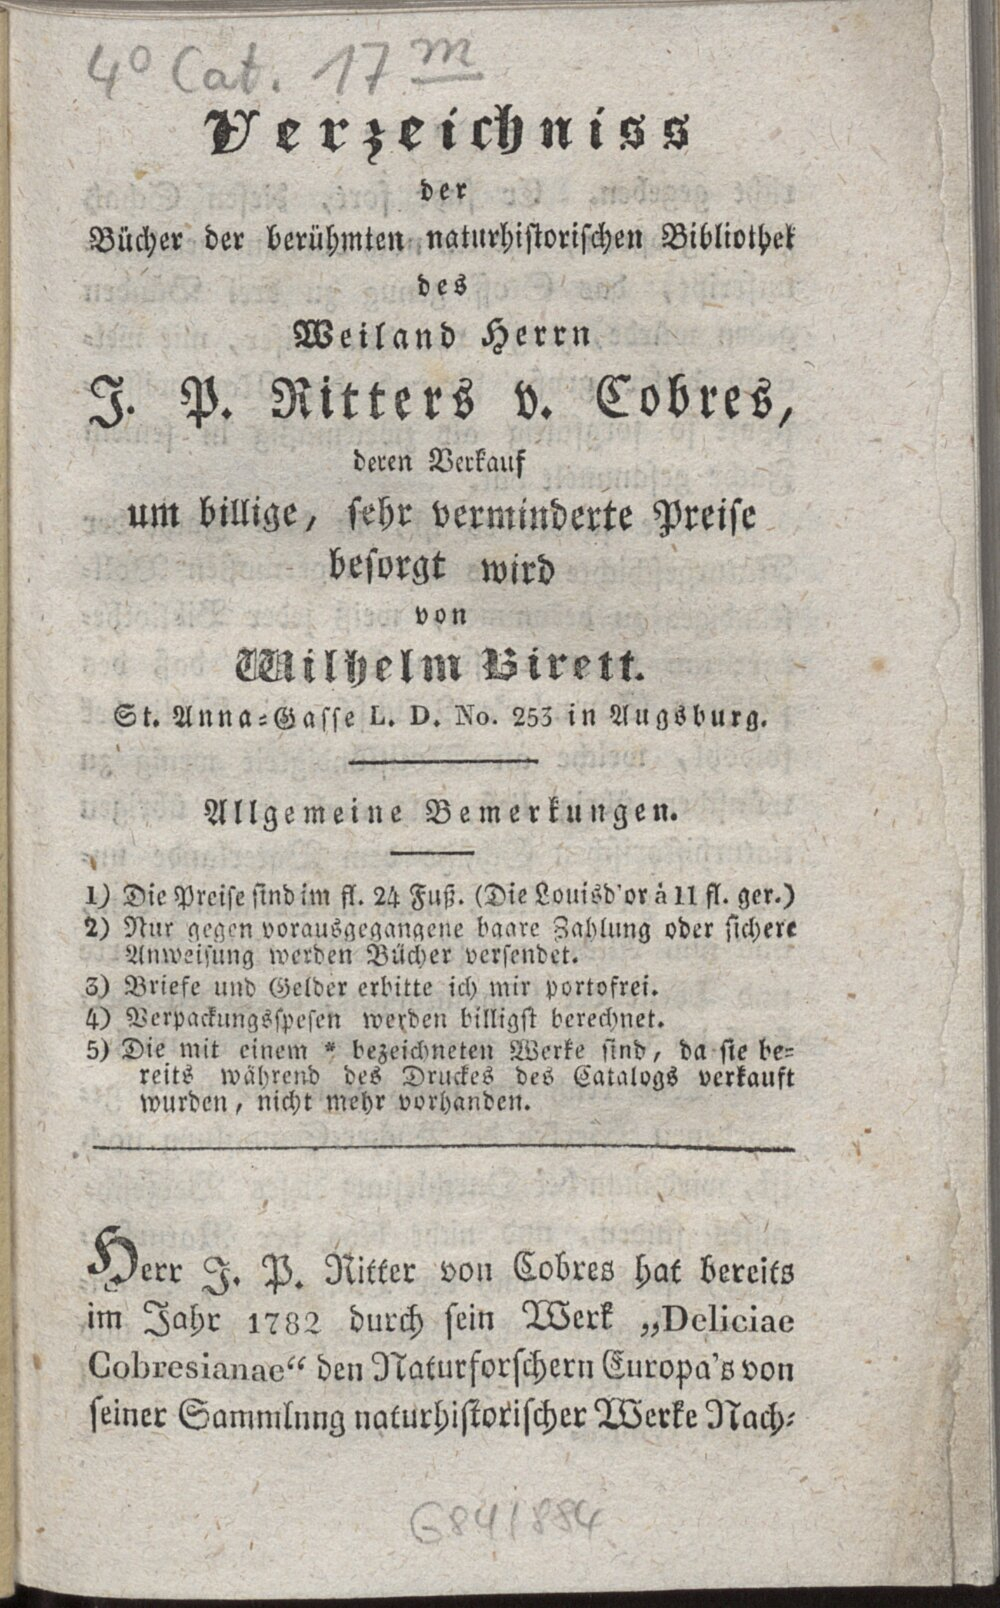 4° Cat. 17 m
Verzeichniss
der
Bücher der berühmten naturhistorischen Bibliothek
des
Weiland Herrn
J. P. Ritters v. Cobres,
deren Verkauf
um billige, sehr verminderte Preise
besorgt wird
von
Wilhelm Birett.
St. Anna-Gasse L. D. No. 253 in Augsburg.
Allgemeine Bemerkungen.
1) Die Preise sind im fl. 24 Fuß. (Die Louisd'or à 11 fl. ger.)
2) Nur gegen vorausgegangene baare Zahlung oder sichere
Anweisung werden Bücher versendet.
3) Briefe und Gelder erbitte ich mir portofrei.
4) Verpackungsspesen werden billigst berechnet.
5) Die mit einem * bezeichneten Werke sind, da sie be-
reits während des Druckes des Catalogs verkauft
wurden, nicht mehr vorhanden.
Herr J. P. Ritter von Cobres hat bereits
im Jahr 1782 durch sein Werk „Deliciae
Cobresianae“ den Naturforschern Europa's von
seiner Sammlung naturhistorischer Werke Nach-
G841884